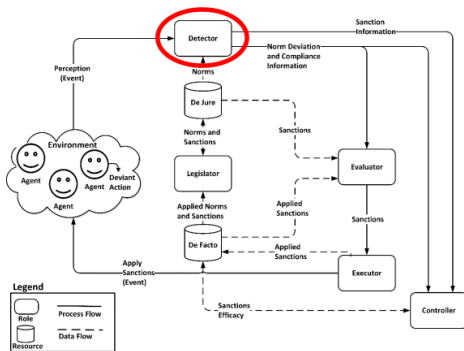 Detector
Sanction
Information
Norm Deviation
and Compliance
Information
Perception
(Event)
Norms
De Jure
Sanctions
Environment
Norms and
Sanctions
Evaluator
Agent
Agent
Deviant
Action
Agent
Legislator
Applied Norms
and Sanctions
Applied
Sanctions
Sanctions
De Facto
Applied
Sanctions
Apply
Sanctions
(Event)
Executor
Sanctions
Efficacy
Controller
Legend
Role
Process Flow
Resource
Data Flow